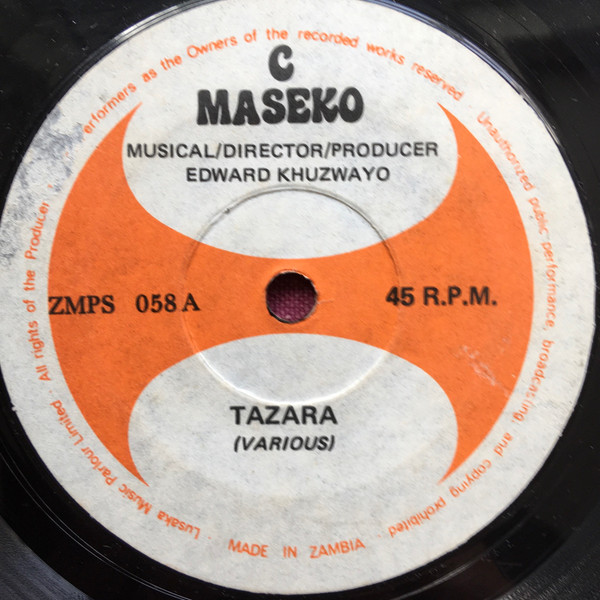 C
MASEKO
MUSICAL/DIRECTOR/PRODUCER
EDWARD KHUZWAYO
ZMPS 058 A
45 R.P.M.
TAZARA
(VARIOUS)
All rights of the Producer, erformers as the Owners of the recorded works reserved Unauthorized public-performance, broadcasting, and copying prohibited
Lusaka Music Parlour Limited
MADE IN ZAMBIA